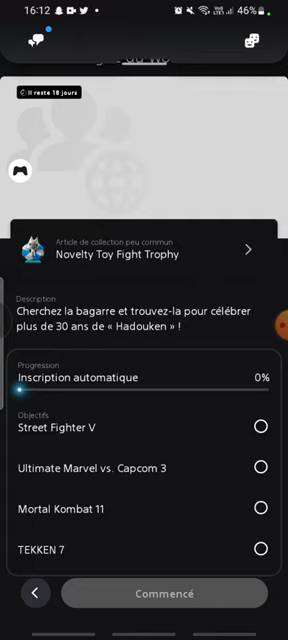 16:12
46%
Il reste 18 jours
Article de collection peu commun
Novelty Toy Fight Trophy
Description
Cherchez la bagarre et trouvez-la pour célébrer
plus de 30 ans de « Hadouken » !
Progression
Inscription automatique 0%
Objectifs
Street Fighter V
Ultimate Marvel vs. Capcom 3
Mortal Kombat 11
TEKKEN 7
Commencé